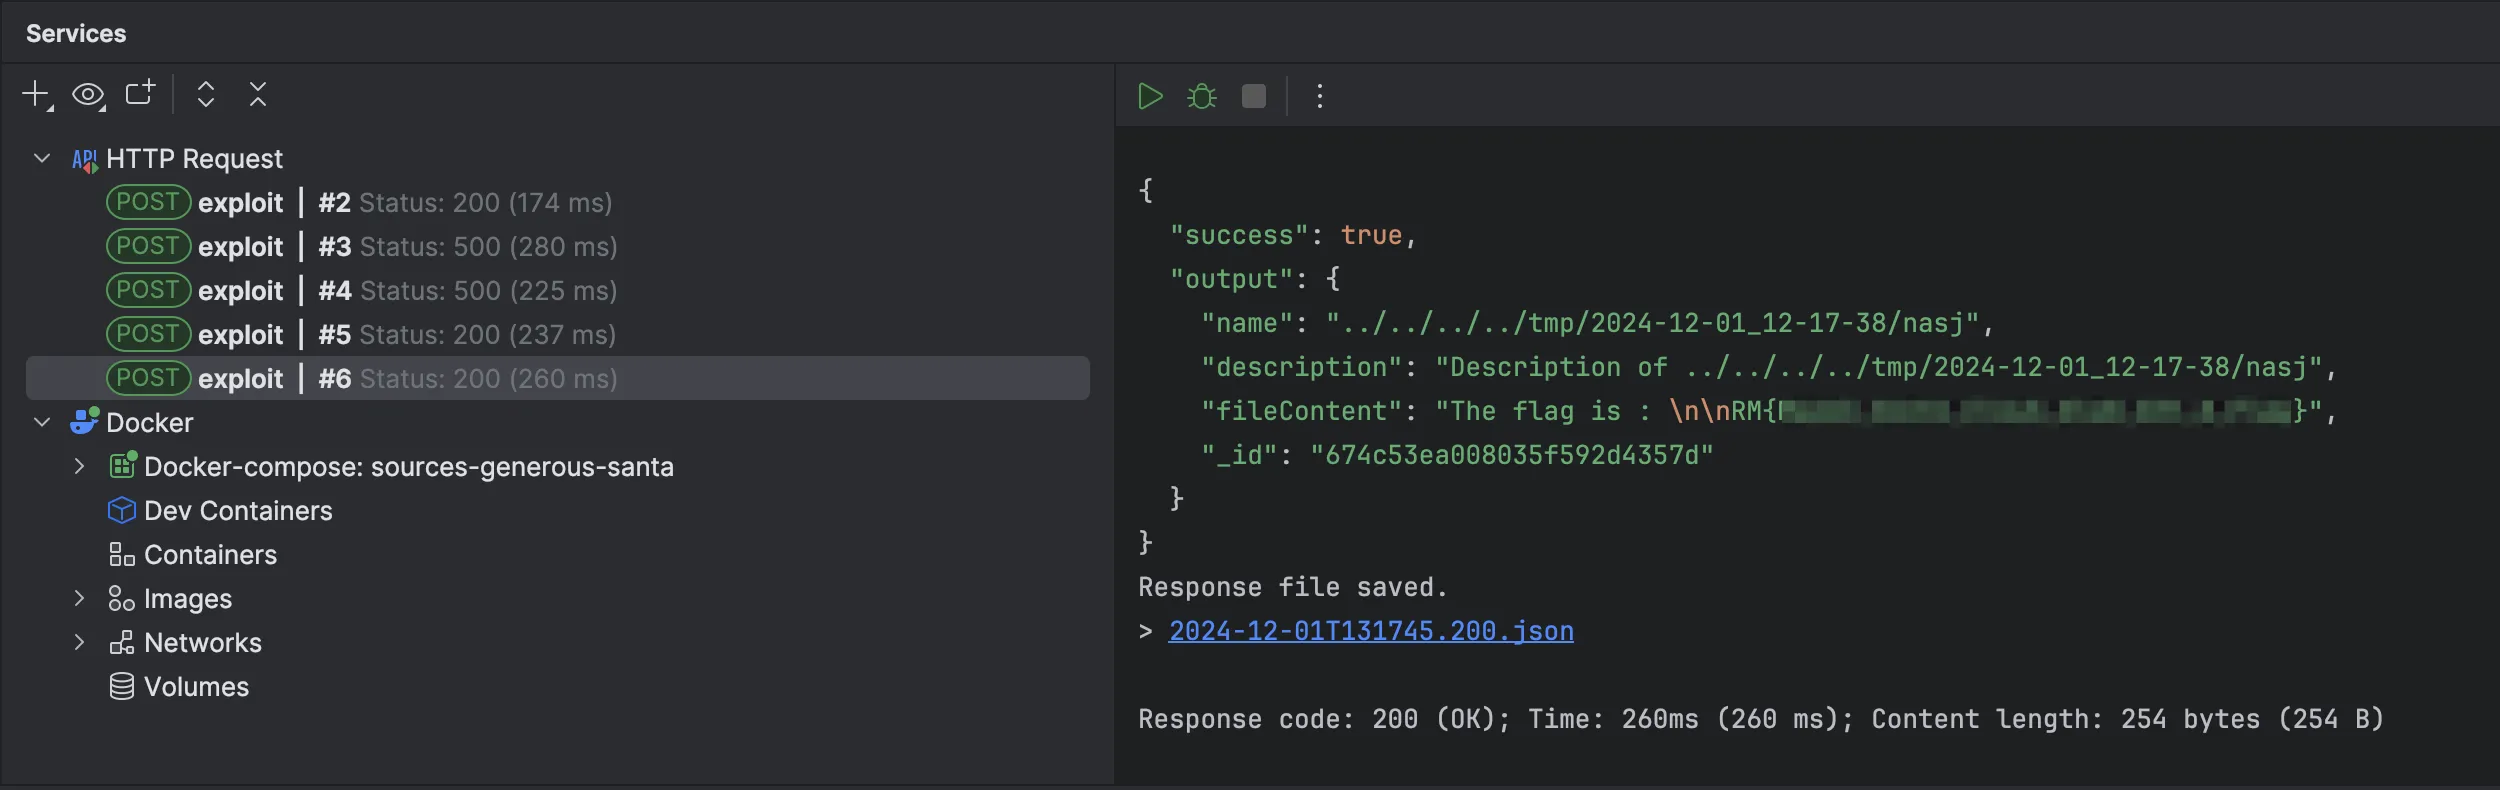 Services
API HTTP Request
POST exploit | #2 Status: 200 (174 ms)
POST exploit | #3 Status: 500 (280 ms)
POST exploit | #4 Status: 500 (225 ms)
POST exploit | #5 Status: 200 (237 ms)
POST exploit | #6 Status: 200 (260 ms)
Docker
Docker-compose: sources-generous-santa
Dev Containers
Containers
Images
Networks
Volumes
{
"success": true,
"output": {
"name": "../../../../tmp/2024-12-01_12-17-38/nasj",
"description": "Description of ../../../../tmp/2024-12-01_12-17-38/nasj",
"fileContent": "The flag is : \n\nRM{}",
"_id": "674c53ea008035f592d4357d"
}
}
Response file saved.
> 2024-12-01T131745.200.json
Response code: 200 (OK); Time: 260ms (260 ms); Content length: 254 bytes (254 B)